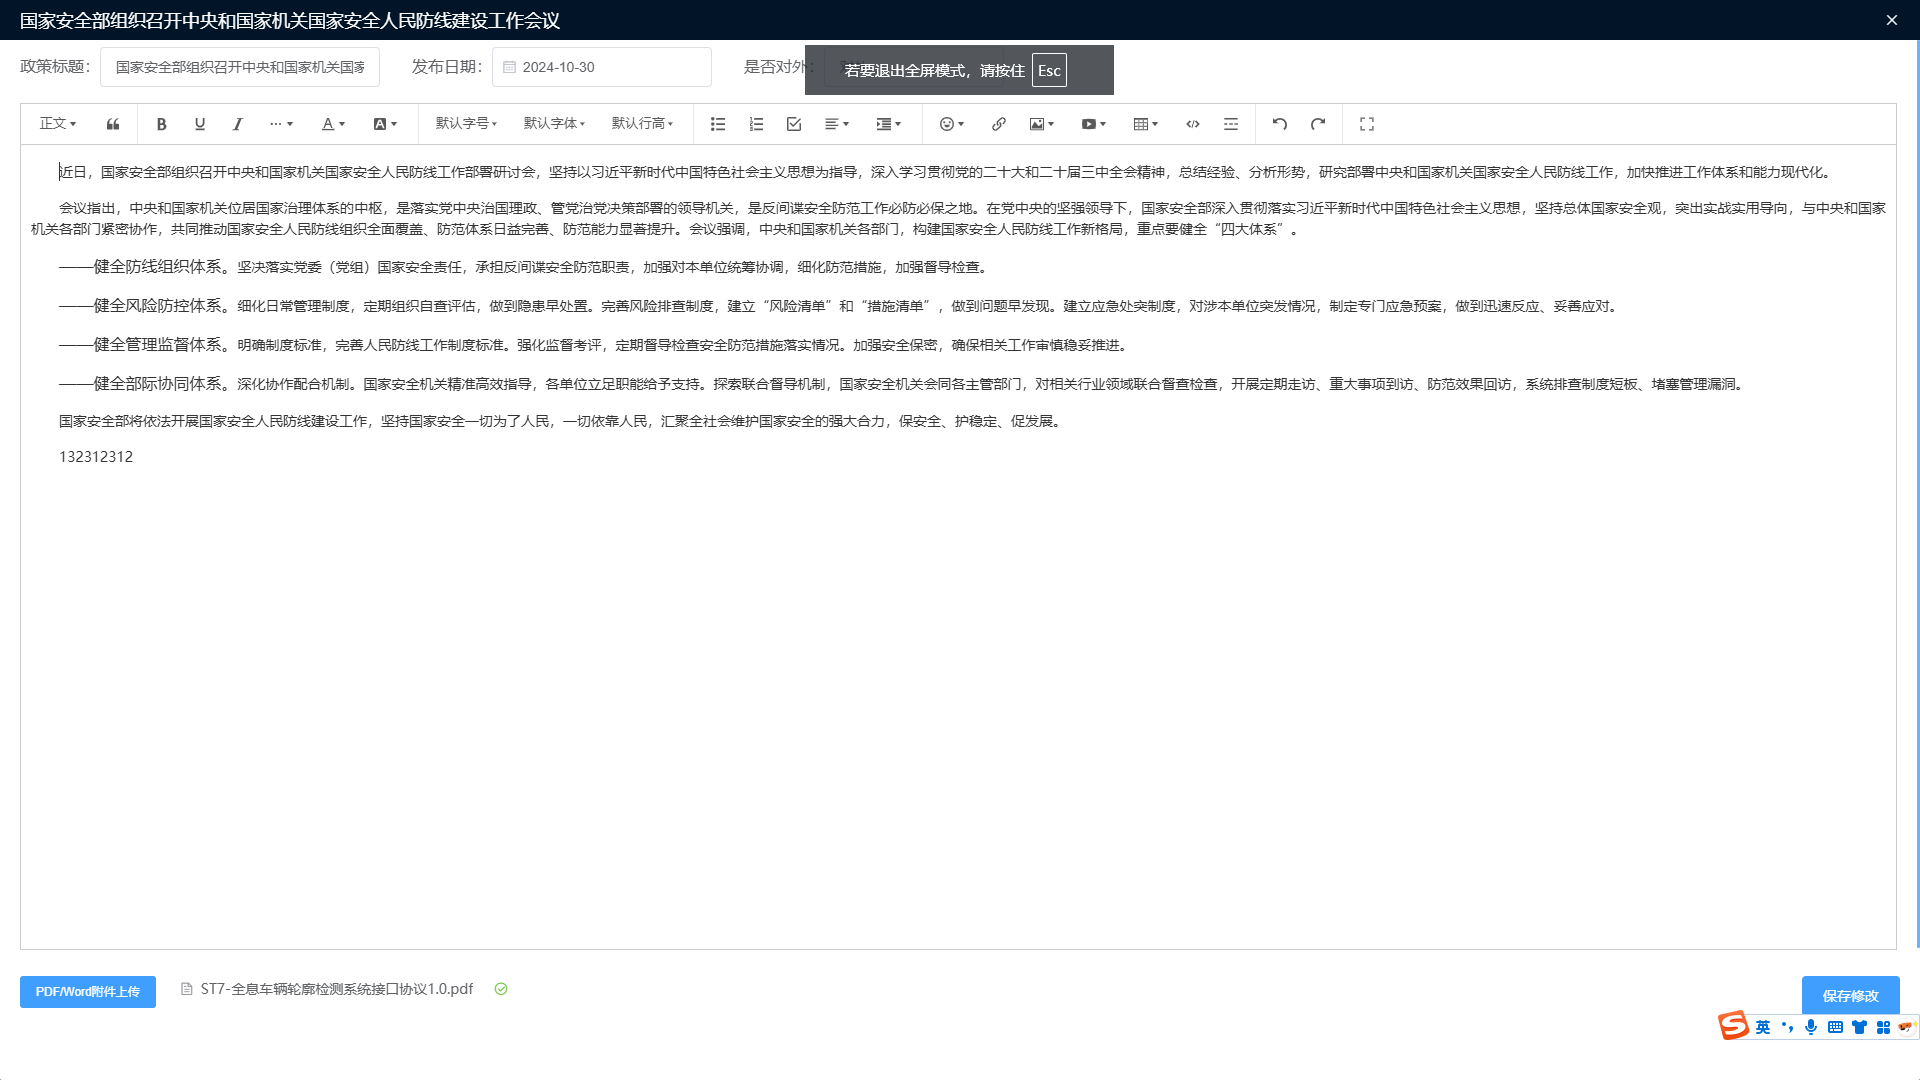 国家安全部组织召开中央和国家机关国家安全人民防线建设工作会议
政策标题: 国家安全部组织召开中央和国家机关国家 发布日期: 2024-10-30 是否对外:
若要退出全屏模式，请按住 Esc
正文 B U I A A 默认字号 默认字体 默认行高
近日，国家安全部组织召开中央和国家机关国家安全人民防线工作部署研讨会，坚持以习近平新时代中国特色社会主义思想为指导，深入学习贯彻党的二十大和二十届三中全会精神，总结经验、分析形势，研究部署中央和国家机关国家安全人民防线工作，加快推进工作体系和能力现代化。
会议指出，中央和国家机关位居国家治理体系的中枢，是落实党中央治国理政、管党治党决策部署的领导机关，是反间谍安全防范工作必防必保之地。在党中央的坚强领导下，国家安全部深入贯彻落实习近平新时代中国特色社会主义思想，坚持总体国家安全观，突出实战实用导向，与中央和国家
机关各部门紧密协作，共同推动国家安全人民防线组织全面覆盖、防范体系日益完善、防范能力显著提升。会议强调，中央和国家机关各部门，构建国家安全人民防线工作新格局，重点要健全“四大体系”。
——健全防线组织体系。坚决落实党委（党组）国家安全责任，承担反间谍安全防范职责，加强对本单位统筹协调，细化防范措施，加强督导检查。
——健全风险防控体系。细化日常管理制度，定期组织自查评估，做到隐患早处置。完善风险排查制度，建立“风险清单”和“措施清单”，做到问题早发现。建立应急处突制度，对涉本单位突发情况，制定专门应急预案，做到迅速反应、妥善应对。
——健全管理监督体系。明确制度标准，完善人民防线工作制度标准。强化监督考评，定期督导检查安全防范措施落实情况。加强安全保密，确保相关工作审慎稳妥推进。
——健全部际协同体系。深化协作配合机制。国家安全机关精准高效指导，各单位立足职能给予支持。探索联合督导机制，国家安全机关会同各主管部门，对相关行业领域联合督查检查，开展定期走访、重大事项到访、防范效果回访，系统排查制度短板、堵塞管理漏洞。
国家安全部将依法开展国家安全人民防线建设工作，坚持国家安全一切为了人民，一切依靠人民，汇聚全社会维护国家安全的强大合力，保安全、护稳定、促发展。
132312312
PDF/Word附件上传 ST7-全息车辆轮廓检测系统接口协议1.0.pdf
保存修改
S 英